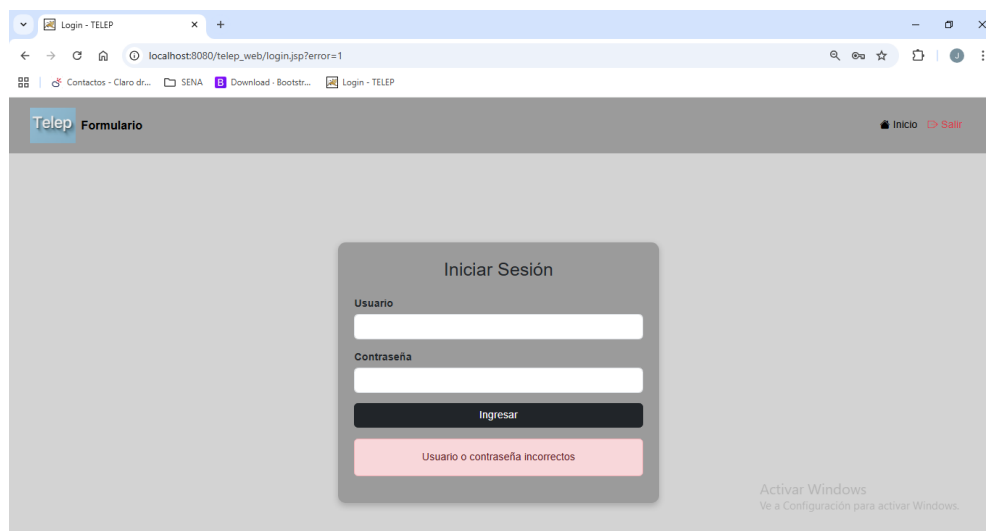 Login - TELEP
localhost:8080/telep_web/login.jsp?error=1
J
Contactos - Claro dr... SENA B Download · Bootstr... Login - TELEP
Telep Formulario Inicio Salir
Iniciar Sesión
Usuario
Contraseña
Ingresar
Usuario o contraseña incorrectos
Activar Windows
Ve a Configuración para activar Windows.